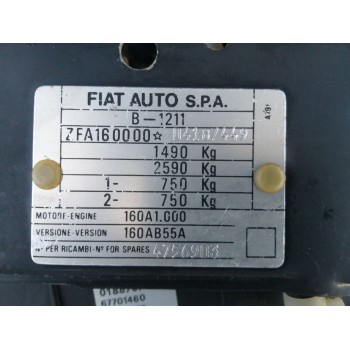 FIAT AUTO S.P.A.
B-1211
ZFA160000☆
1490 Kg
2590 Kg
1- 750 Kg
2- 750 Kg
MOTORE-ENGINE 160A1.000
VERSIONE-VERSION 160AB55A
N° PER RICAMBI-N° FOR SPARES
67701460